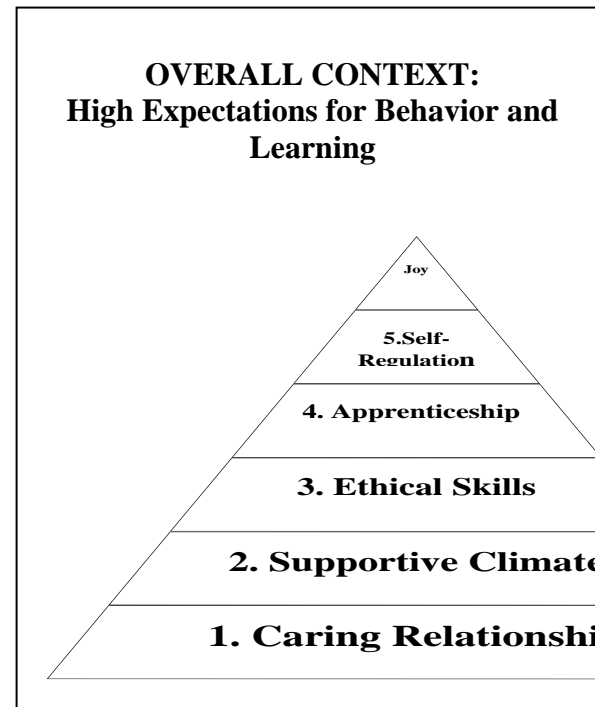 OVERALL CONTEXT:
High Expectations for Behavior and
Learning
Joy
5.Self-
Regulation
4. Apprenticeship
3. Ethical Skills
2. Supportive Climate
1. Caring Relationshi